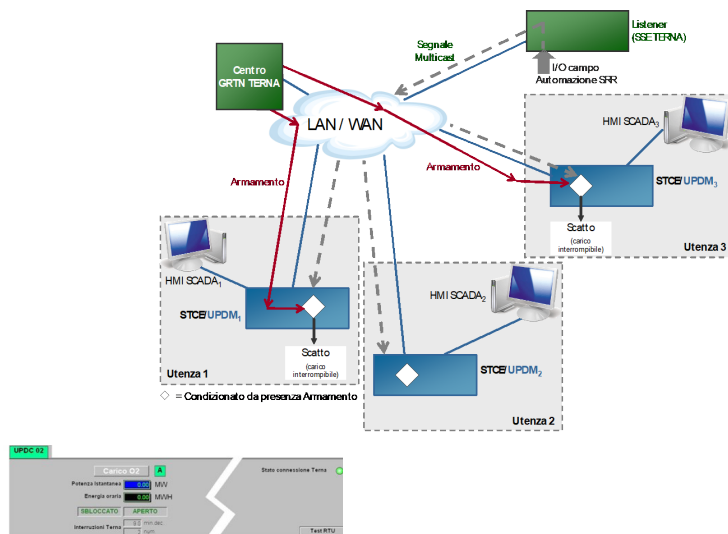 Centro
GRTN TERNA
Segnale
Multicast
Listener
(SSE TERNA)
I/O campo
Automazione SRR
LAN / WAN
HMI SCADA3
Armamento
Armamento
STCE/UPDM3
Scatto
(carico
interrompibile)
Utenza 3
HMI SCADA1
STCE/UPDM1
Scatto
(carico
interrompibile)
Utenza 1
HMI SCADA2
STCE/UPDM2
Utenza 2
= Condizionato da presenza Armamento
UPDC 02
Carico O2 A
Stato connessione Terna
Potenza Istantanea 0.00 MW
Energia oraria 0.00 MWH
SBLOCCATO APERTO
Interruzioni Terna min dec
num
Test RTU